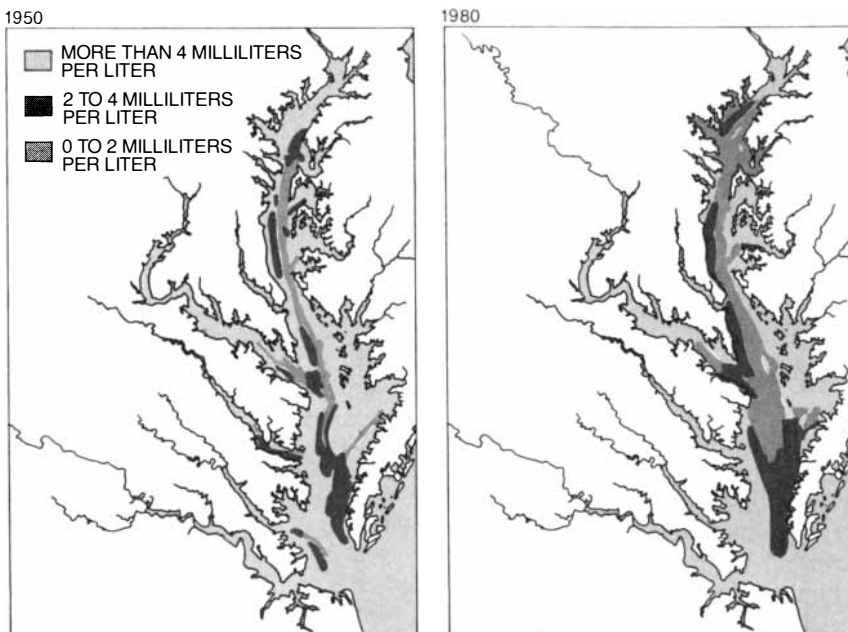 1950
MORE THAN 4 MILLILITERS
PER LITER
2 TO 4 MILLILITERS
PER LITER
0 TO 2 MILLILITERS
PER LITER
1980